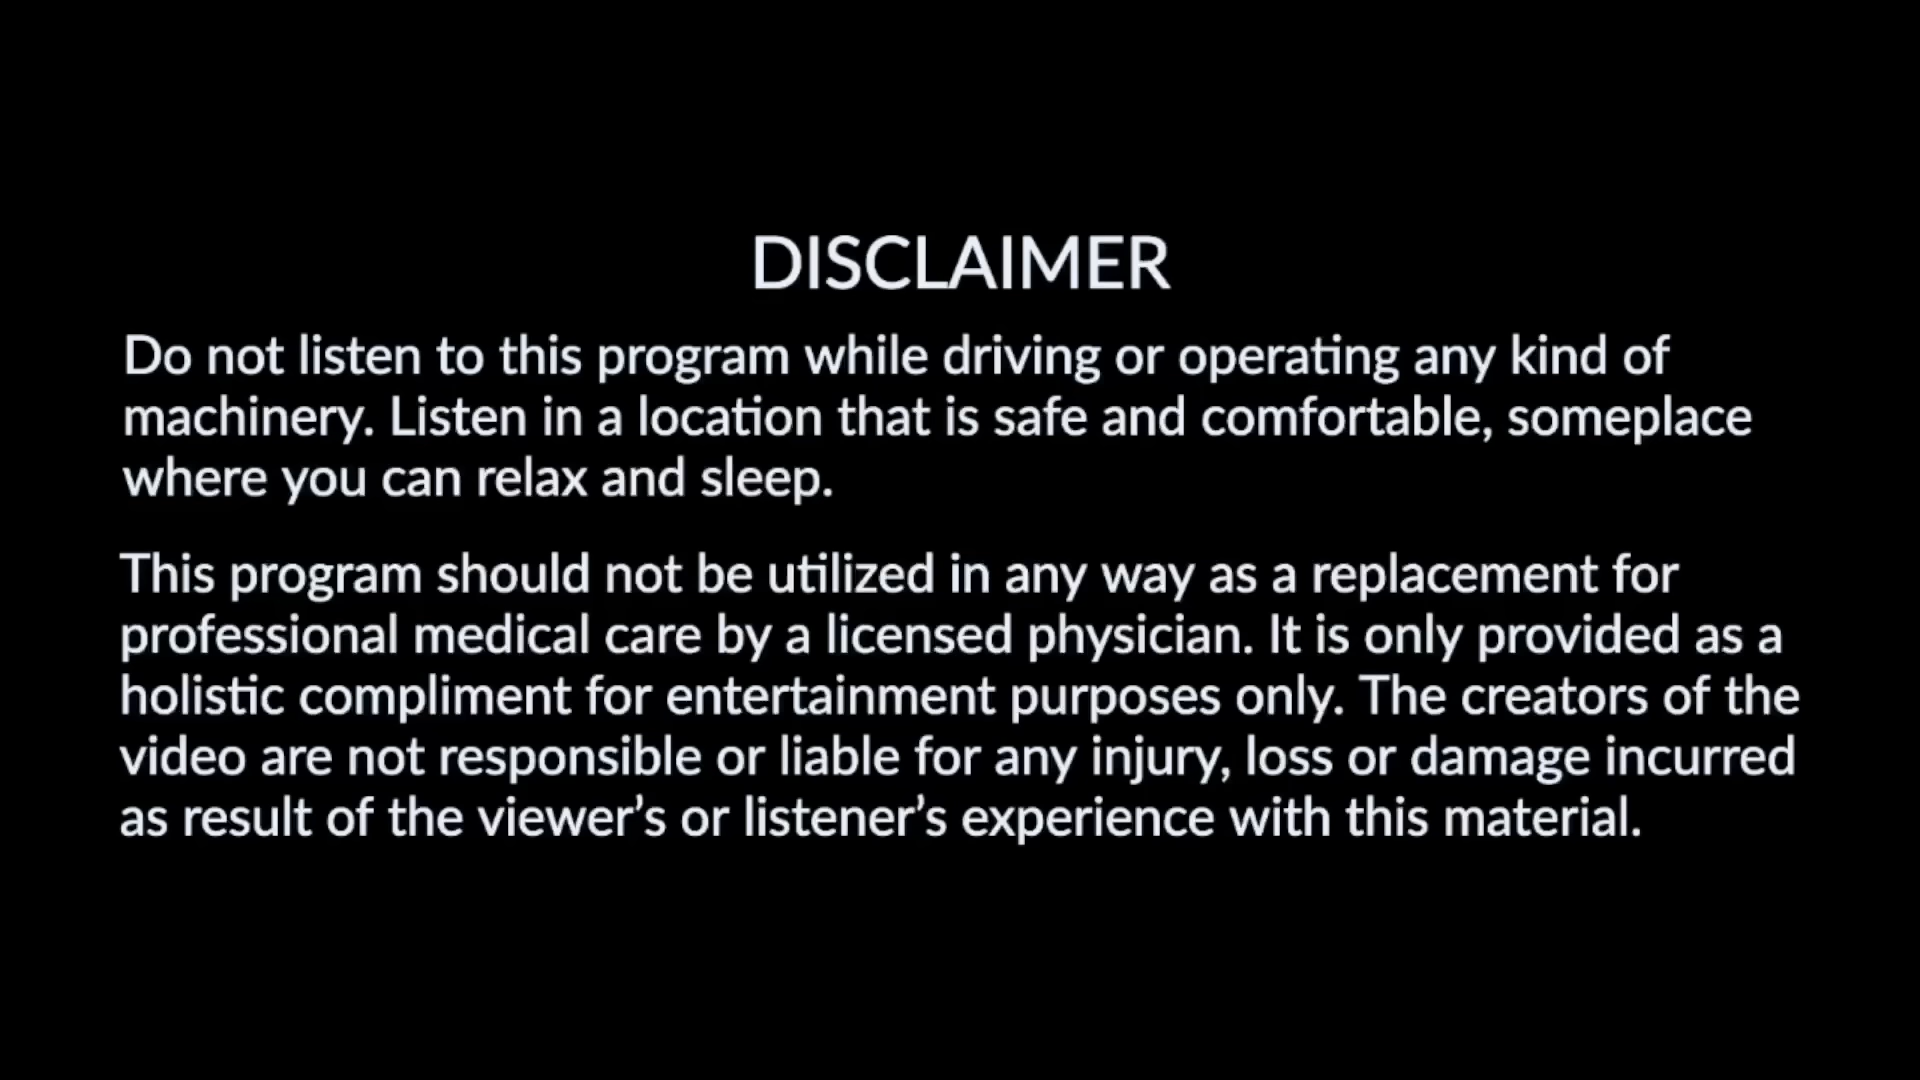 DISCLAIMER
Do not listen to this program while driving or operating any kind of
machinery. Listen in a location that is safe and comfortable, someplace
where you can relax and sleep.
This program should not be utilized in any way as a replacement for
professional medical care by a licensed physician. It is only provided as a
holistic compliment for entertainment purposes only. The creators of the
video are not responsible or liable for any injury, loss or damage incurred
as result of the viewer’s or listener’s experience with this material.